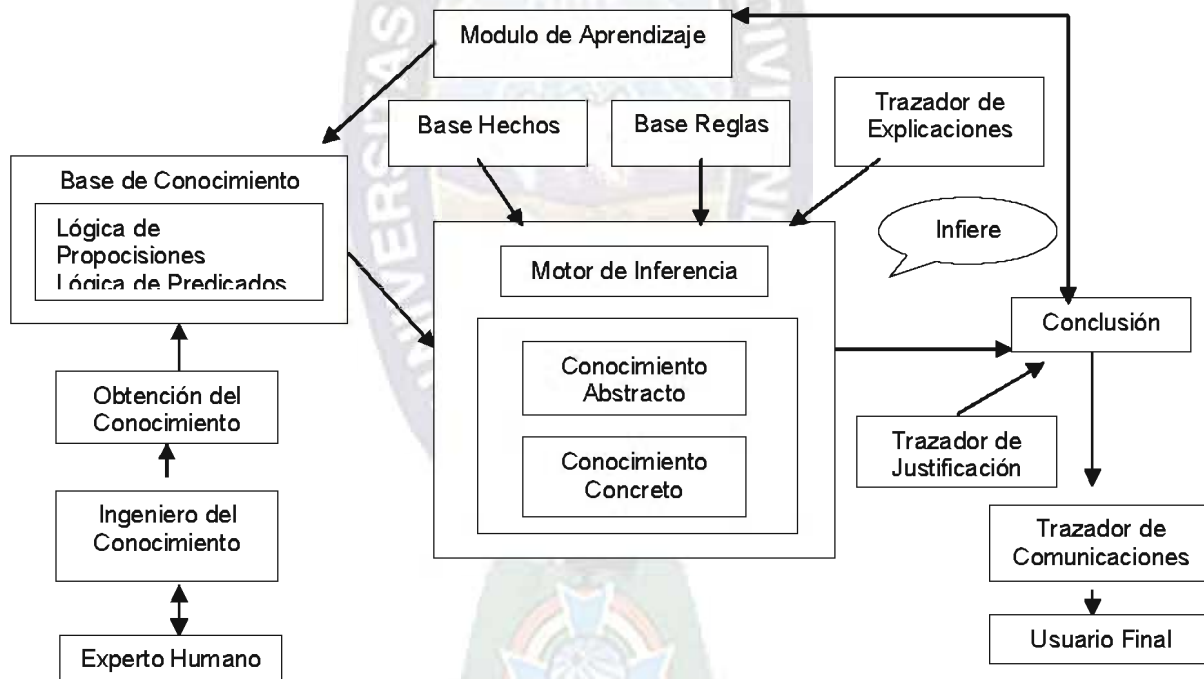 Modulo de Aprendizaje
Base Hechos
Base Reglas
Trazador de
Explicaciones
Base de Conocimiento
Lógica de
Propocisiones
Lógica de Predicados
Infiere
Motor de Inferencia
Conclusión
Conocimiento
Abstracto
Obtención del
Conocimiento
Trazador de
Justificación
Conocimiento
Concreto
Ingeniero del
Conocimiento
Trazador de
Comunicaciones
Experto Humano
Usuario Final